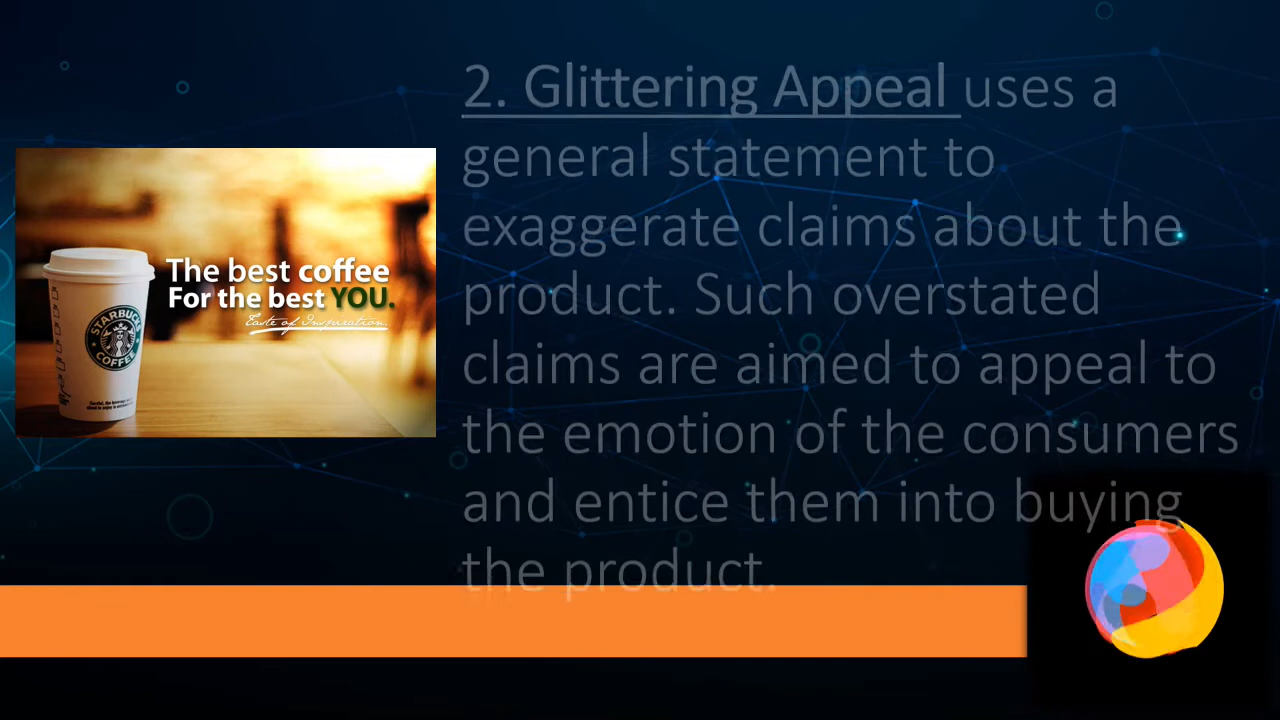 2. Glittering Appeal uses a
general statement to
exaggerate claims about the
product. Such overstated
claims are aimed to appeal to
the emotion of the consumers
and entice them into buying
the product.
The best coffee
For the best YOU.
Taste of Inspiration.
STARBUCKS
COFFEE